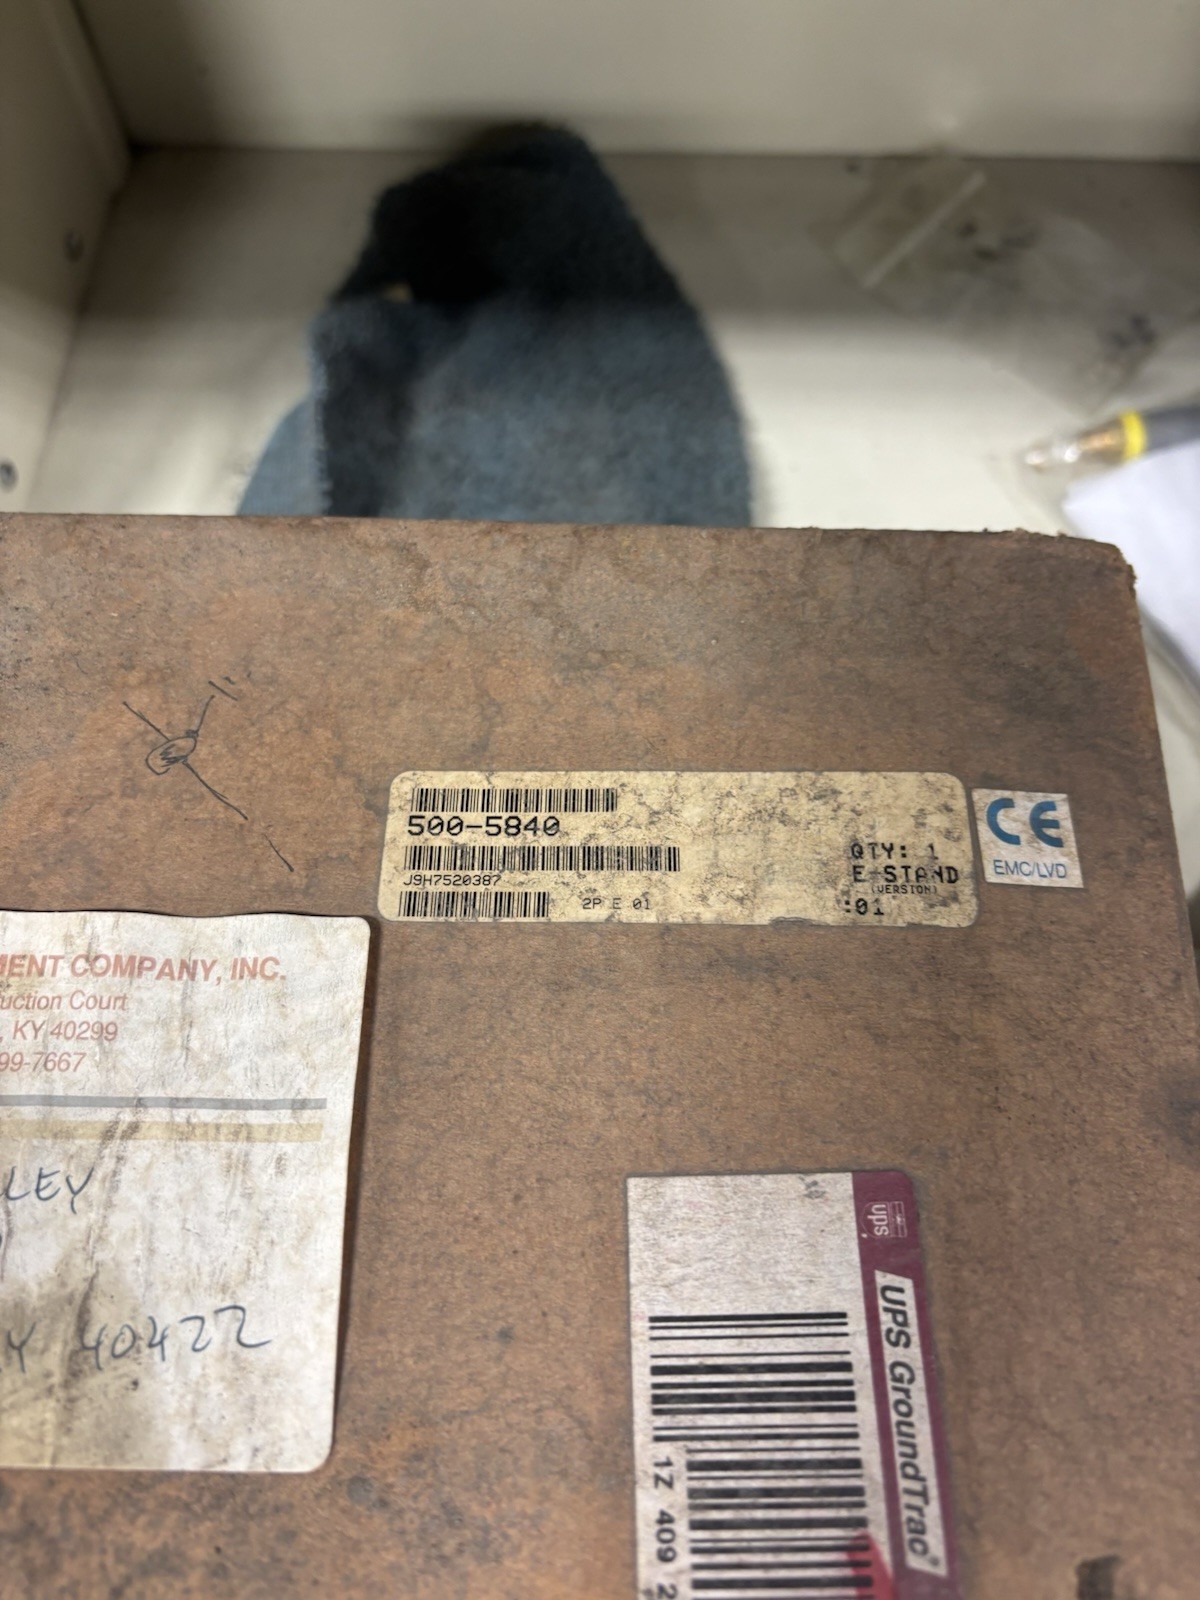 500-5840
J9H7520387
2P E 01
QTY: 1
E-STAND
(VERSION)
:01
CE
EMC/LVD
MENT COMPANY, INC.
uction Court
, KY 40299
99-7667
LEY
Y 40422
ups
UPS GroundTrac
1Z 409 2